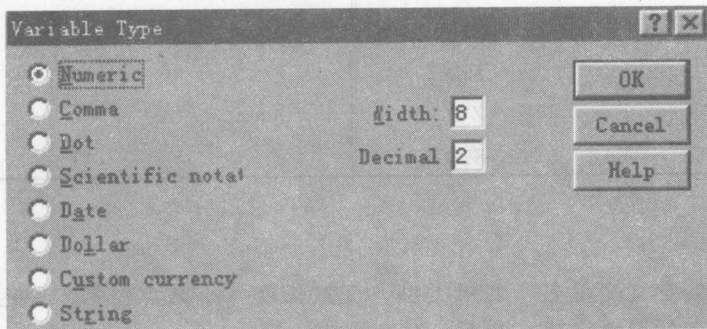 Variable Type
Numeric
Comma
Dot
Scientific notat
Date
Dollar
Custom currency
String
Width: 8
Decimal 2
OK
Cancel
Help